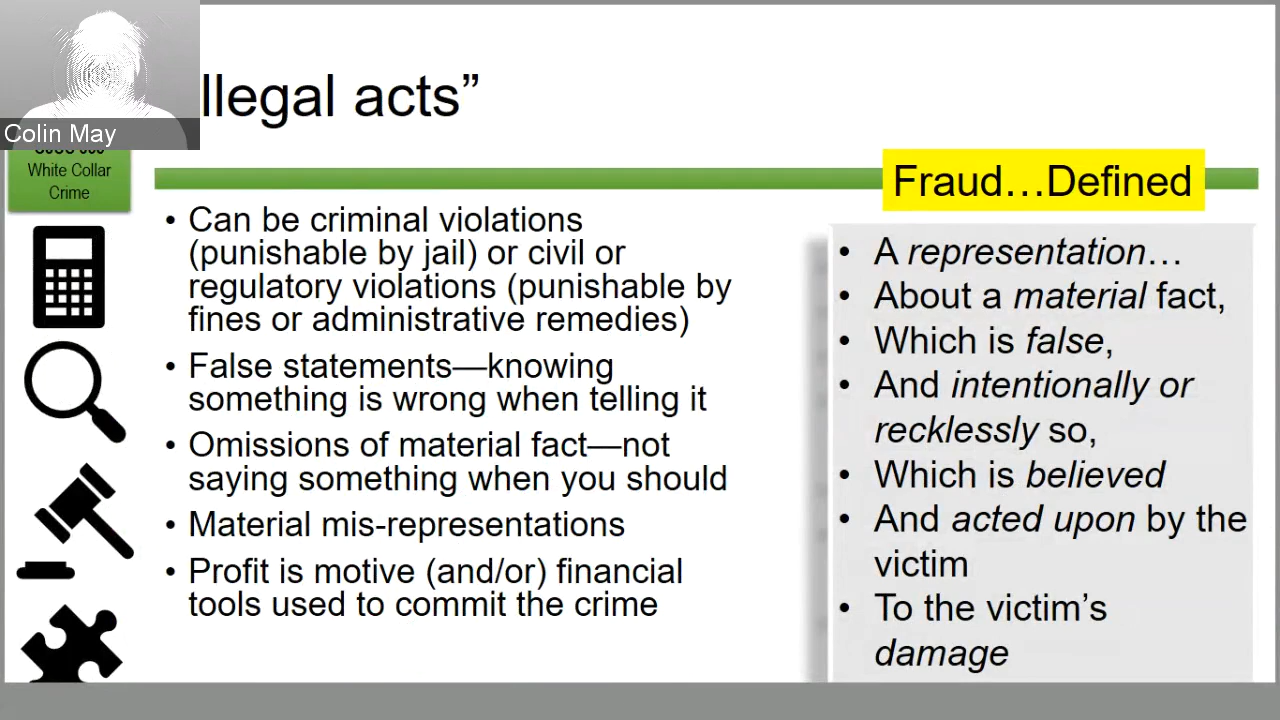 llegal acts”
Colin May
White Collar
Crime
Fraud…Defined
• Can be criminal violations
(punishable by jail) or civil or
regulatory violations (punishable by
fines or administrative remedies)
• False statements—knowing
something is wrong when telling it
• Omissions of material fact—not
saying something when you should
• Material mis-representations
• Profit is motive (and/or) financial
tools used to commit the crime
• A representation…
• About a material fact,
• Which is false,
• And intentionally or
recklessly so,
• Which is believed
• And acted upon by the
victim
• To the victim’s
damage